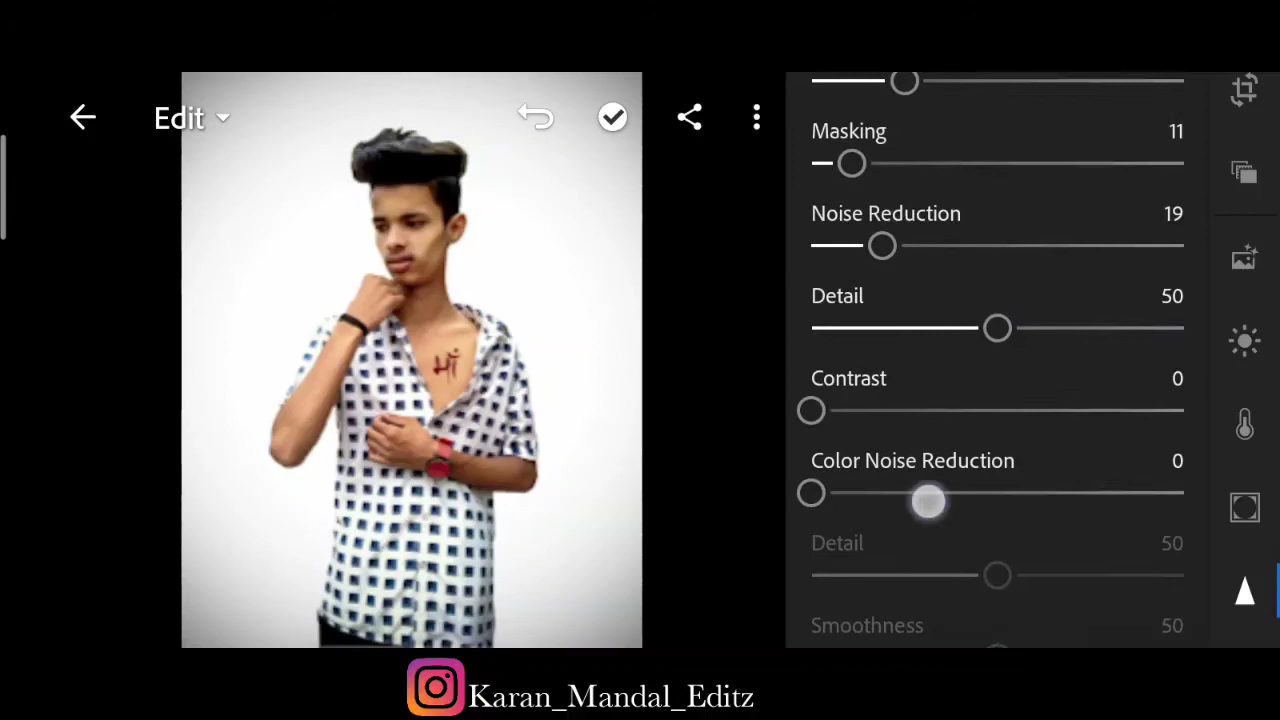 Edit
माँ
Masking 11
Noise Reduction 19
Detail 50
Contrast 0
Color Noise Reduction 0
Detail 50
Smoothness 50
Karan_Mandal_Editz